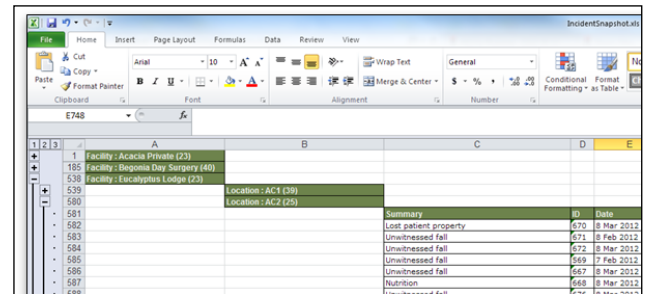 IncidentSnapshot.xls
File Home Insert Page Layout Formulas Data Review View
Cut
Copy
Format Painter
Paste
Clipboard
Arial 10
B I U
Font
Wrap Text
Merge & Center
Alignment
General
$ % ,
Number
Conditional Formatting
Format as Table
E748 fx
1 2 3 A B C D E
1 Facility : Acacia Private (23)
185 Facility : Begonia Day Surgery (40)
538 Facility : Eucalyptus Lodge (23)
539 Location : AC1 (39)
580 Location : AC2 (25)
581 Summary ID Date
582 Lost patient property 670 8 Mar 2012
583 Unwitnessed fall 671 8 Feb 2012
584 Unwitnessed fall 672 8 Mar 2012
585 Unwitnessed fall 569 7 Feb 2012
586 Unwitnessed fall 667 8 Mar 2012
587 Nutrition 668 8 Mar 2012